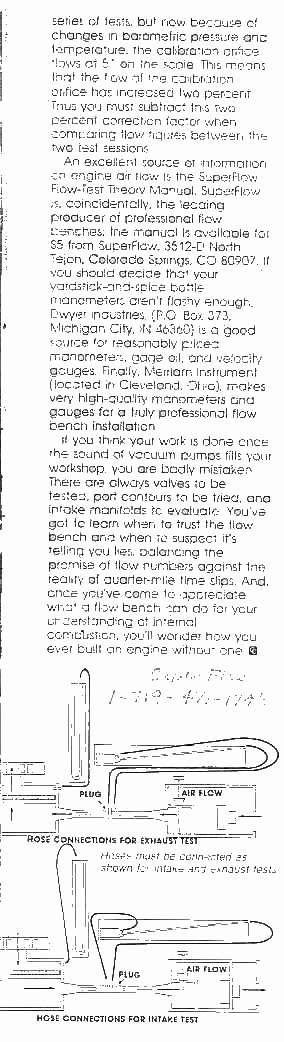 series of tests, but now because of
changes in barometric pressure and
temperature, the calibration orifice
flows at 5" on the scale. This means
that the flow of the calibration
orifice has increased two percent.
Thus you must subtract this two
percent correction factor when
comparing flow figures between the
two test sessions.
An excellent source of information
on engine air flow is the SuperFlow
Flow-Test Theory Manual. SuperFlow
is, coincidentally, the leading
producer of professional flow
benches; the manual is available for
$5 from SuperFlow, 3512-D North
Tejon, Colorado Springs, CO 80907. If
you should decide that your
yardstick-and-spice bottle
manometers aren't flashy enough,
Dwyer Industries, (P.O. Box 373,
Michigan City, IN 46360) is a good
source for reasonably priced
manometers, gage oil, and velocity
gauges. Finally, Merriam Instrument
(located in Cleveland, Ohio), makes
very high-quality manometers and
gauges for a truly professional flow
bench installation.
If you think your work is done once
the sound of vacuum pumps fills your
workshop, you are badly mistaken.
There are always valves to be
tested, port contours to be tried, and
intake manifolds to evaluate. You've
got to learn when to trust the flow
bench and when to suspect it's
telling you lies, balancing the
promise of flow numbers against the
reality of quarter-mile time slips. And,
once you've come to appreciate
what a flow bench can do for your
understanding of internal
combustion, you'll wonder how you
ever built an engine without one.
Flow
1-719-
PLUG
AIR FLOW
HOSE CONNECTIONS FOR EXHAUST TEST
Hoses must be connected as
shown for intake and exhaust tests.
AIR FLOW
PLUG
HOSE CONNECTIONS FOR INTAKE TEST